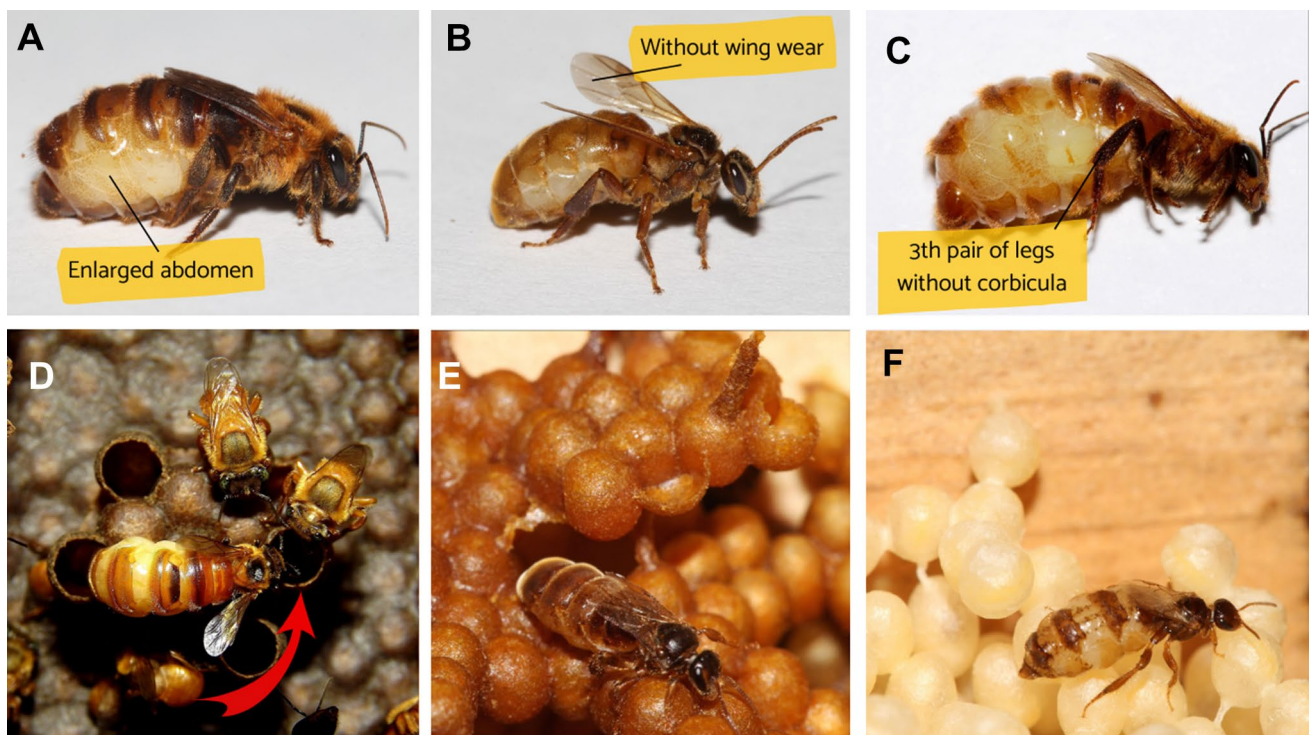 A
Enlarged abdomen
B
Without wing wear
C
3th pair of legs
without corbicula
D
E
F